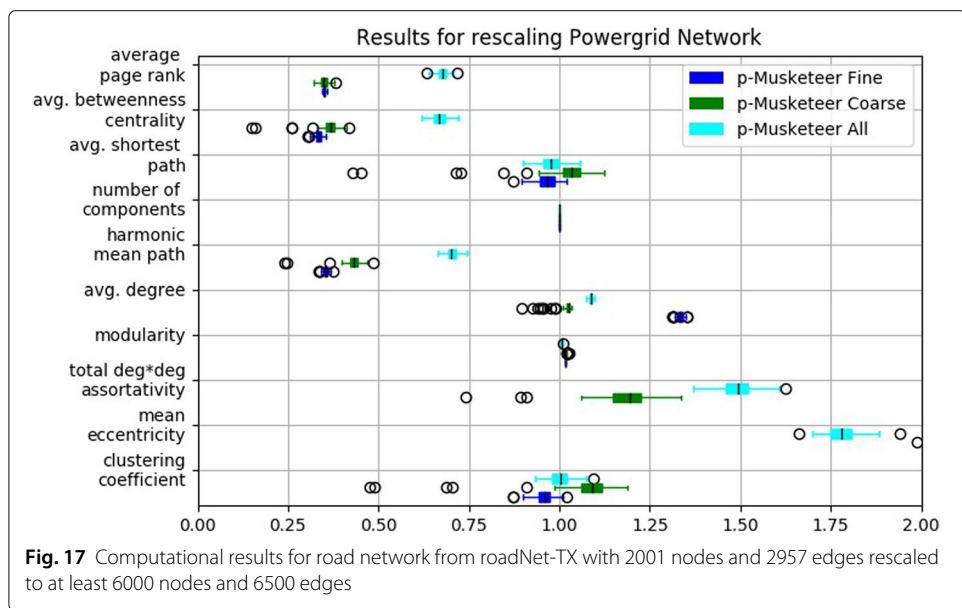 Results for rescaling Powergrid Network
average
page rank
avg. betweenness
centrality
avg. shortest
path
number of
components
harmonic
mean path
avg. degree
modularity
total deg*deg
assortativity
mean
eccentricity
clustering
coefficient
p-Musketeer Fine
p-Musketeer Coarse
p-Musketeer All
0.00 0.25 0.50 0.75 1.00 1.25 1.50 1.75 2.00
Fig. 17 Computational results for road network from roadNet-TX with 2001 nodes and 2957 edges rescaled
to at least 6000 nodes and 6500 edges